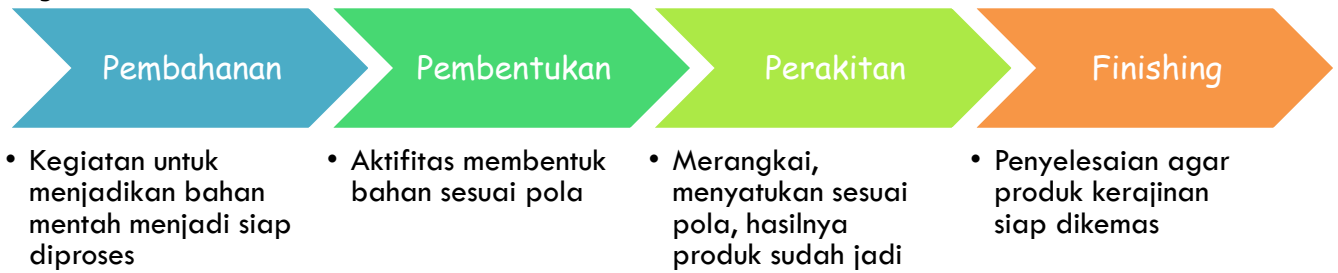 Pembahanan
Pembentukan
Perakitan
Finishing
• Kegiatan untuk
menjadikan bahan
mentah menjadi siap
diproses
• Aktifitas membentuk
bahan sesuai pola
• Merangkai,
menyatukan sesuai
pola, hasilnya
produk sudah jadi
• Penyelesaian agar
produk kerajinan
siap dikemas